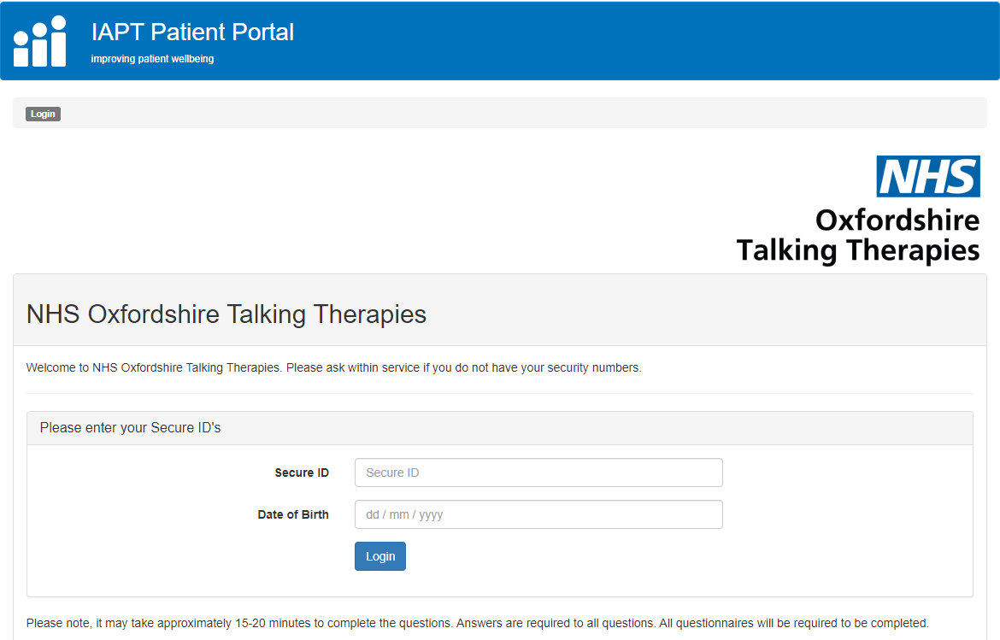 IAPT Patient Portal
improving patient wellbeing
Login
NHS
Oxfordshire
Talking Therapies
NHS Oxfordshire Talking Therapies
Welcome to NHS Oxfordshire Talking Therapies. Please ask within service if you do not have your security numbers.
Please enter your Secure ID's
Secure ID Secure ID
Date of Birth dd / mm / yyyy
Login
Please note, it may take approximately 15-20 minutes to complete the questions. Answers are required to all questions. All questionnaires will be required to be completed.